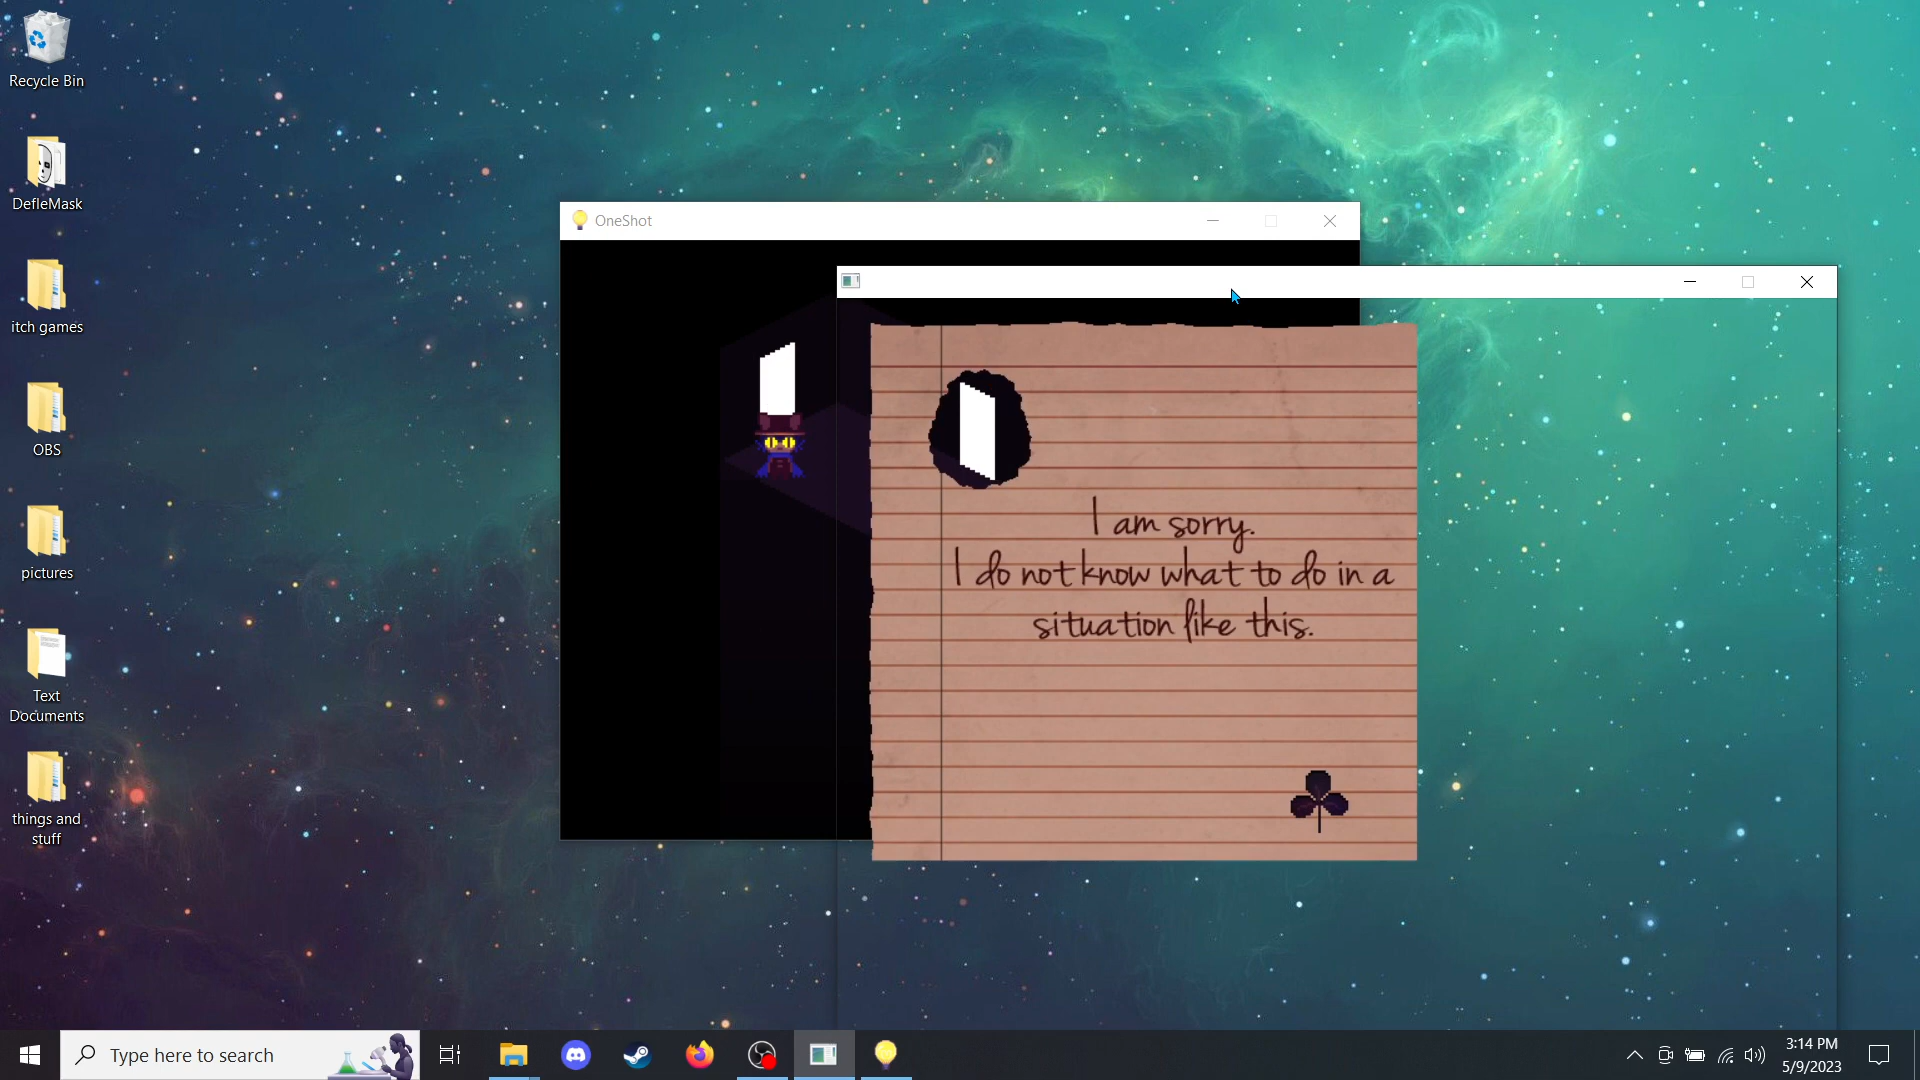 Recycle Bin
DefleMask
itch games
OBS
pictures
Text
Documents
things and
stuff
OneShot
I am sorry.
I do not know what to do in a
situation like this.
Type here to search
3:14 PM
5/9/2023